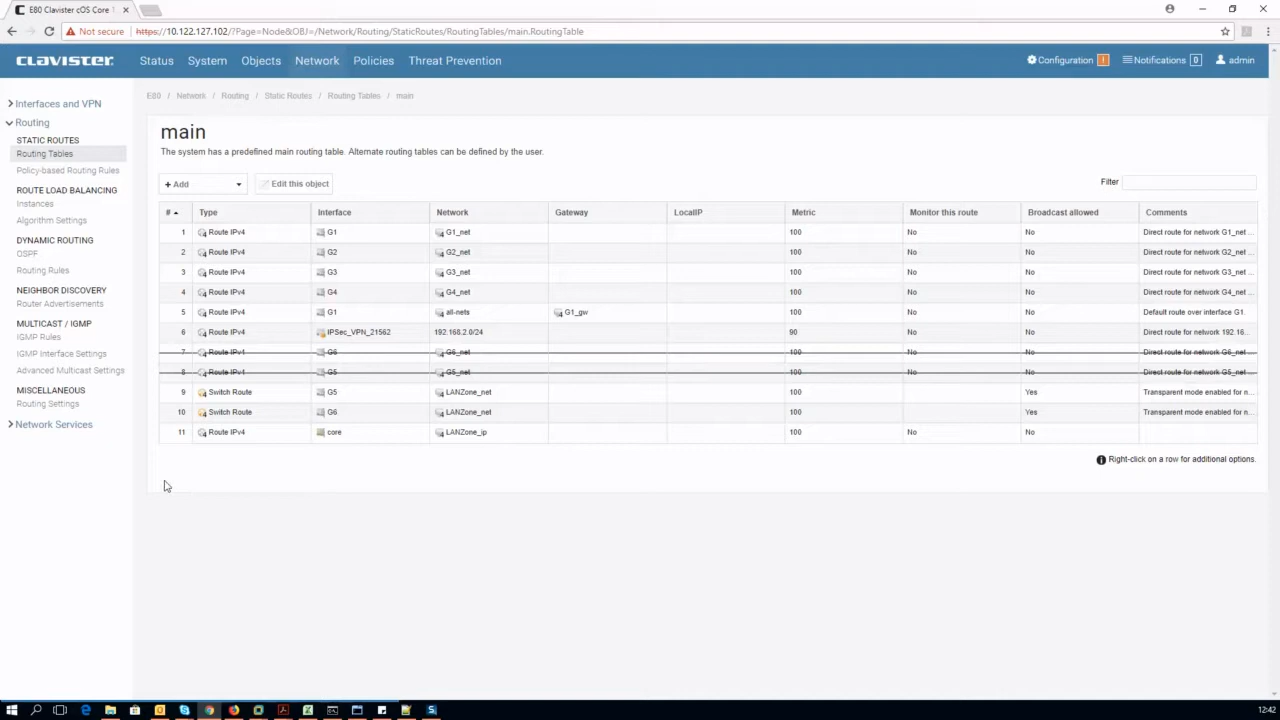 E80 Clavister cOS Core 1
Not secure https://10.122.127.102/?Page=Node&OBJ=/Network/Routing/StaticRoutes/RoutingTables/main.RoutingTable
CLAVISTER Status System Objects Network Policies Threat Prevention Configuration ! Notifications 0 admin
E80 / Network / Routing / Static Routes / Routing Tables / main
Interfaces and VPN
Routing
STATIC ROUTES
Routing Tables
Policy-based Routing Rules
ROUTE LOAD BALANCING
Instances
Algorithm Settings
DYNAMIC ROUTING
OSPF
Routing Rules
NEIGHBOR DISCOVERY
Router Advertisements
MULTICAST / IGMP
IGMP Rules
IGMP Interface Settings
Advanced Multicast Settings
MISCELLANEOUS
Routing Settings
Network Services
main
The system has a predefined main routing table. Alternate routing tables can be defined by the user.
+ Add Edit this object Filter
# Type Interface Network Gateway LocalIP Metric Monitor this route Broadcast allowed Comments
1 Route IPv4 G1 G1_net 100 No No Direct route for network G1_net ...
2 Route IPv4 G2 G2_net 100 No No Direct route for network G2_net ...
3 Route IPv4 G3 G3_net 100 No No Direct route for network G3_net ...
4 Route IPv4 G4 G4_net 100 No No Direct route for network G4_net ...
5 Route IPv4 G1 all-nets G1_gw 100 No No Default route over interface G1.
6 Route IPv4 IPSec_VPN_21562 192.168.2.0/24 90 No No Direct route for network 192.16...
7 Route IPv4 G6 G6_net 100 No No Direct route for network G6_net ...
8 Route IPv4 G5 G5_net 100 No No Direct route for network G5_net ...
9 Switch Route G5 LANZone_net 100 Yes Transparent mode enabled for n...
10 Switch Route G6 LANZone_net 100 Yes Transparent mode enabled for n...
11 Route IPv4 core LANZone_ip 100 No No
Right-click on a row for additional options.
12:42